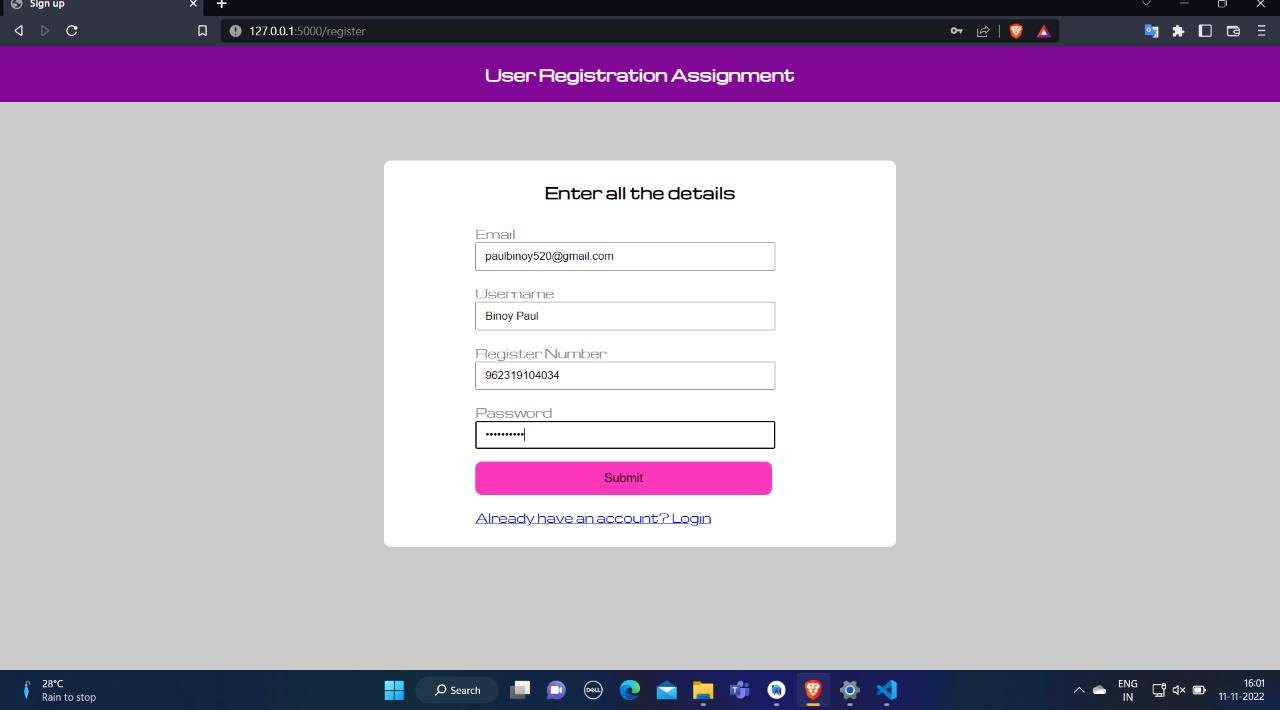 Sign up
127.0.0.1:5000/register
User Registration Assignment
Enter all the details
Email
paulbinoy520@gmail.com
Username
Binoy Paul
Register Number
962319104034
Password
••••••••••
Submit
Already have an account? Login
28°C
Rain to stop
Search
DELL
ENG
IN
16:01
11-11-2022